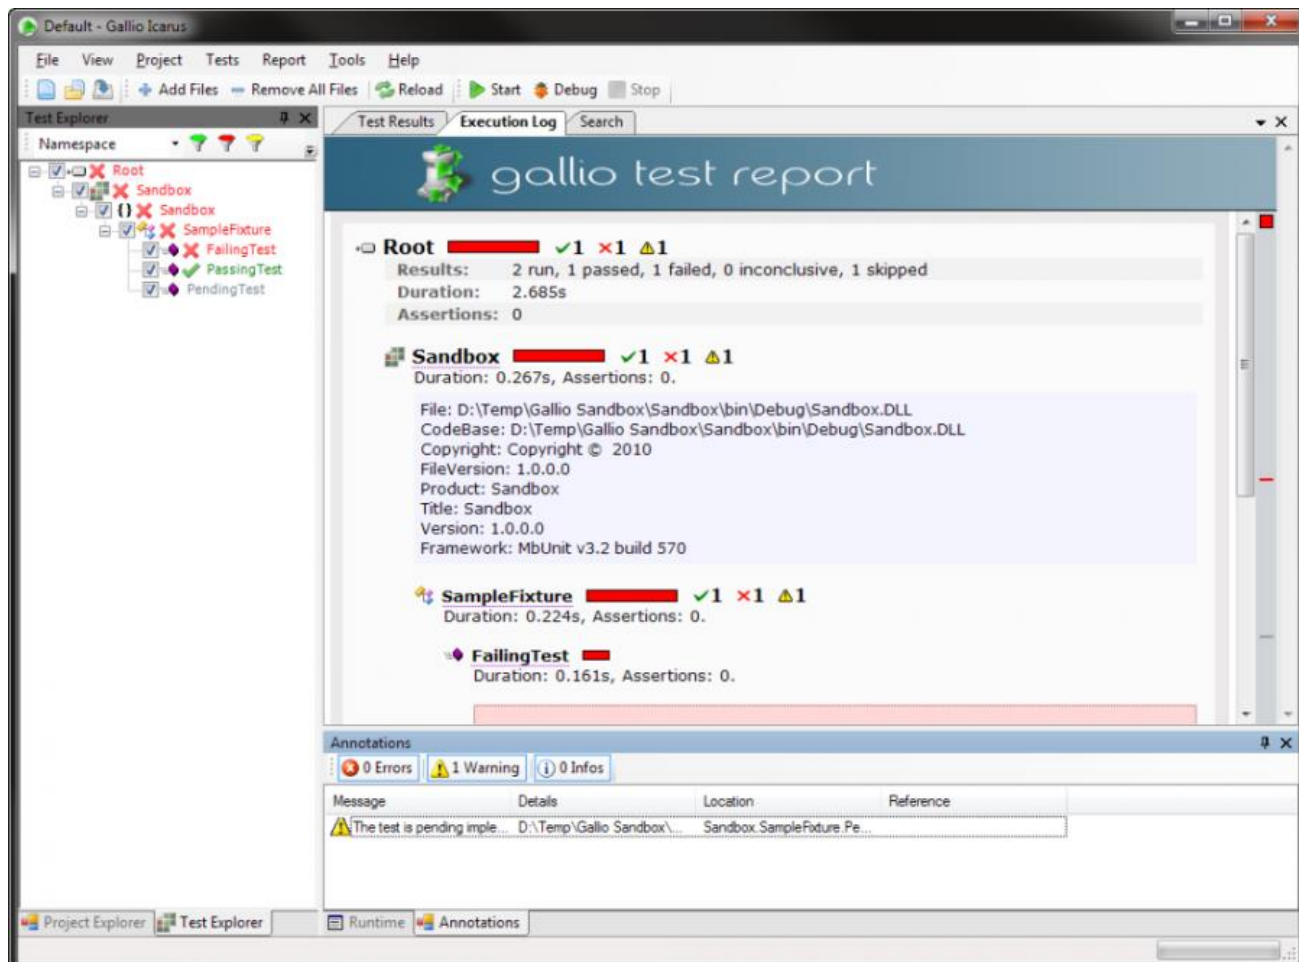 Default - Gallio Icarus
File View Project Tests Report Tools Help
Add Files Remove All Files Reload Start Debug Stop
Test Explorer
Namespace
Root
Sandbox
{} Sandbox
SampleFixture
FailingTest
PassingTest
PendingTest
Test Results Execution Log Search
gallio test report
Root 1 1 1
Results: 2 run, 1 passed, 1 failed, 0 inconclusive, 1 skipped
Duration: 2.685s
Assertions: 0
Sandbox 1 1 1
Duration: 0.267s, Assertions: 0.
File: D:\Temp\Gallio Sandbox\Sandbox\bin\Debug\Sandbox.DLL
CodeBase: D:\Temp\Gallio Sandbox\Sandbox\bin\Debug\Sandbox.DLL
Copyright: Copyright © 2010
FileVersion: 1.0.0.0
Product: Sandbox
Title: Sandbox
Version: 1.0.0.0
Framework: MbUnit v3.2 build 570
SampleFixture 1 1 1
Duration: 0.224s, Assertions: 0.
FailingTest
Duration: 0.161s, Assertions: 0.
Annotations
0 Errors 1 Warning 0 Infos
Message Details Location Reference
The test is pending imple... D:\Temp\Gallio Sandbox\... Sandbox.SampleFixture.Pe...
Project Explorer Test Explorer
Runtime Annotations